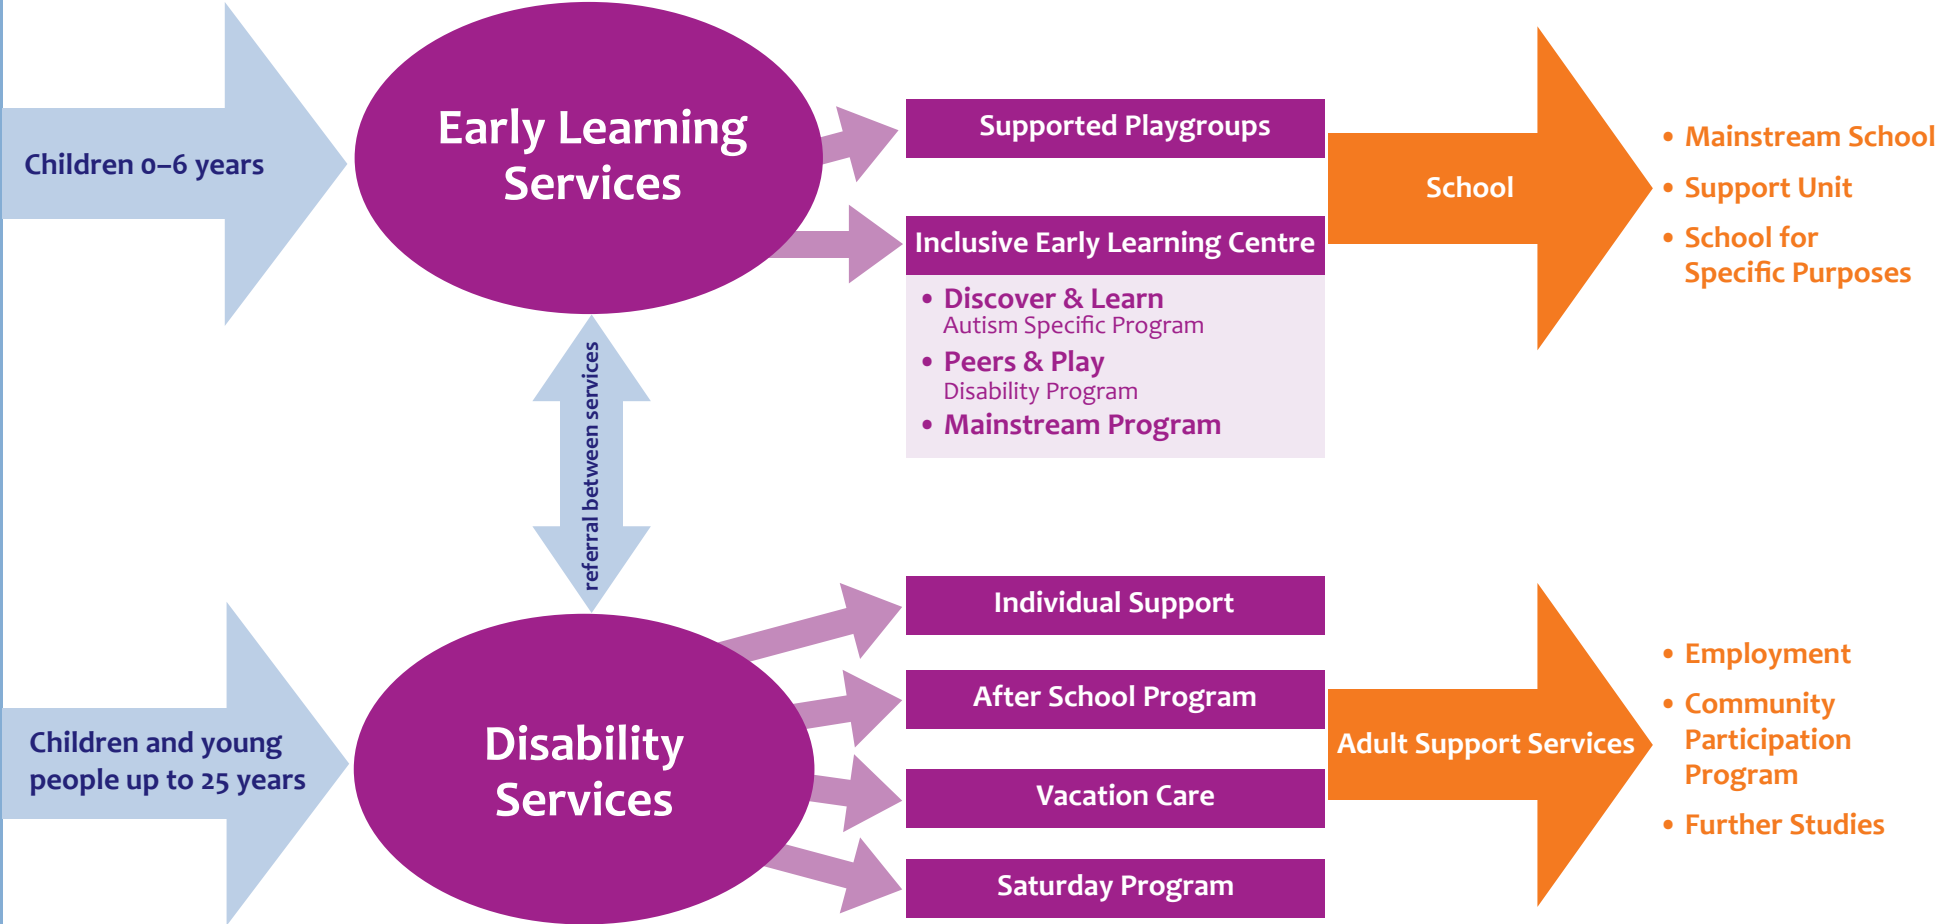 Children 0–6 years
Early Learning
Services
Supported Playgroups
Inclusive Early Learning Centre
• Discover & Learn
Autism Specific Program
• Peers & Play
Disability Program
• Mainstream Program
School
• Mainstream School
• Support Unit
• School for
Specific Purposes
referral between services
Children and young
people up to 25 years
Disability
Services
Individual Support
After School Program
Vacation Care
Saturday Program
Adult Support Services
• Employment
• Community
Participation
Program
• Further Studies